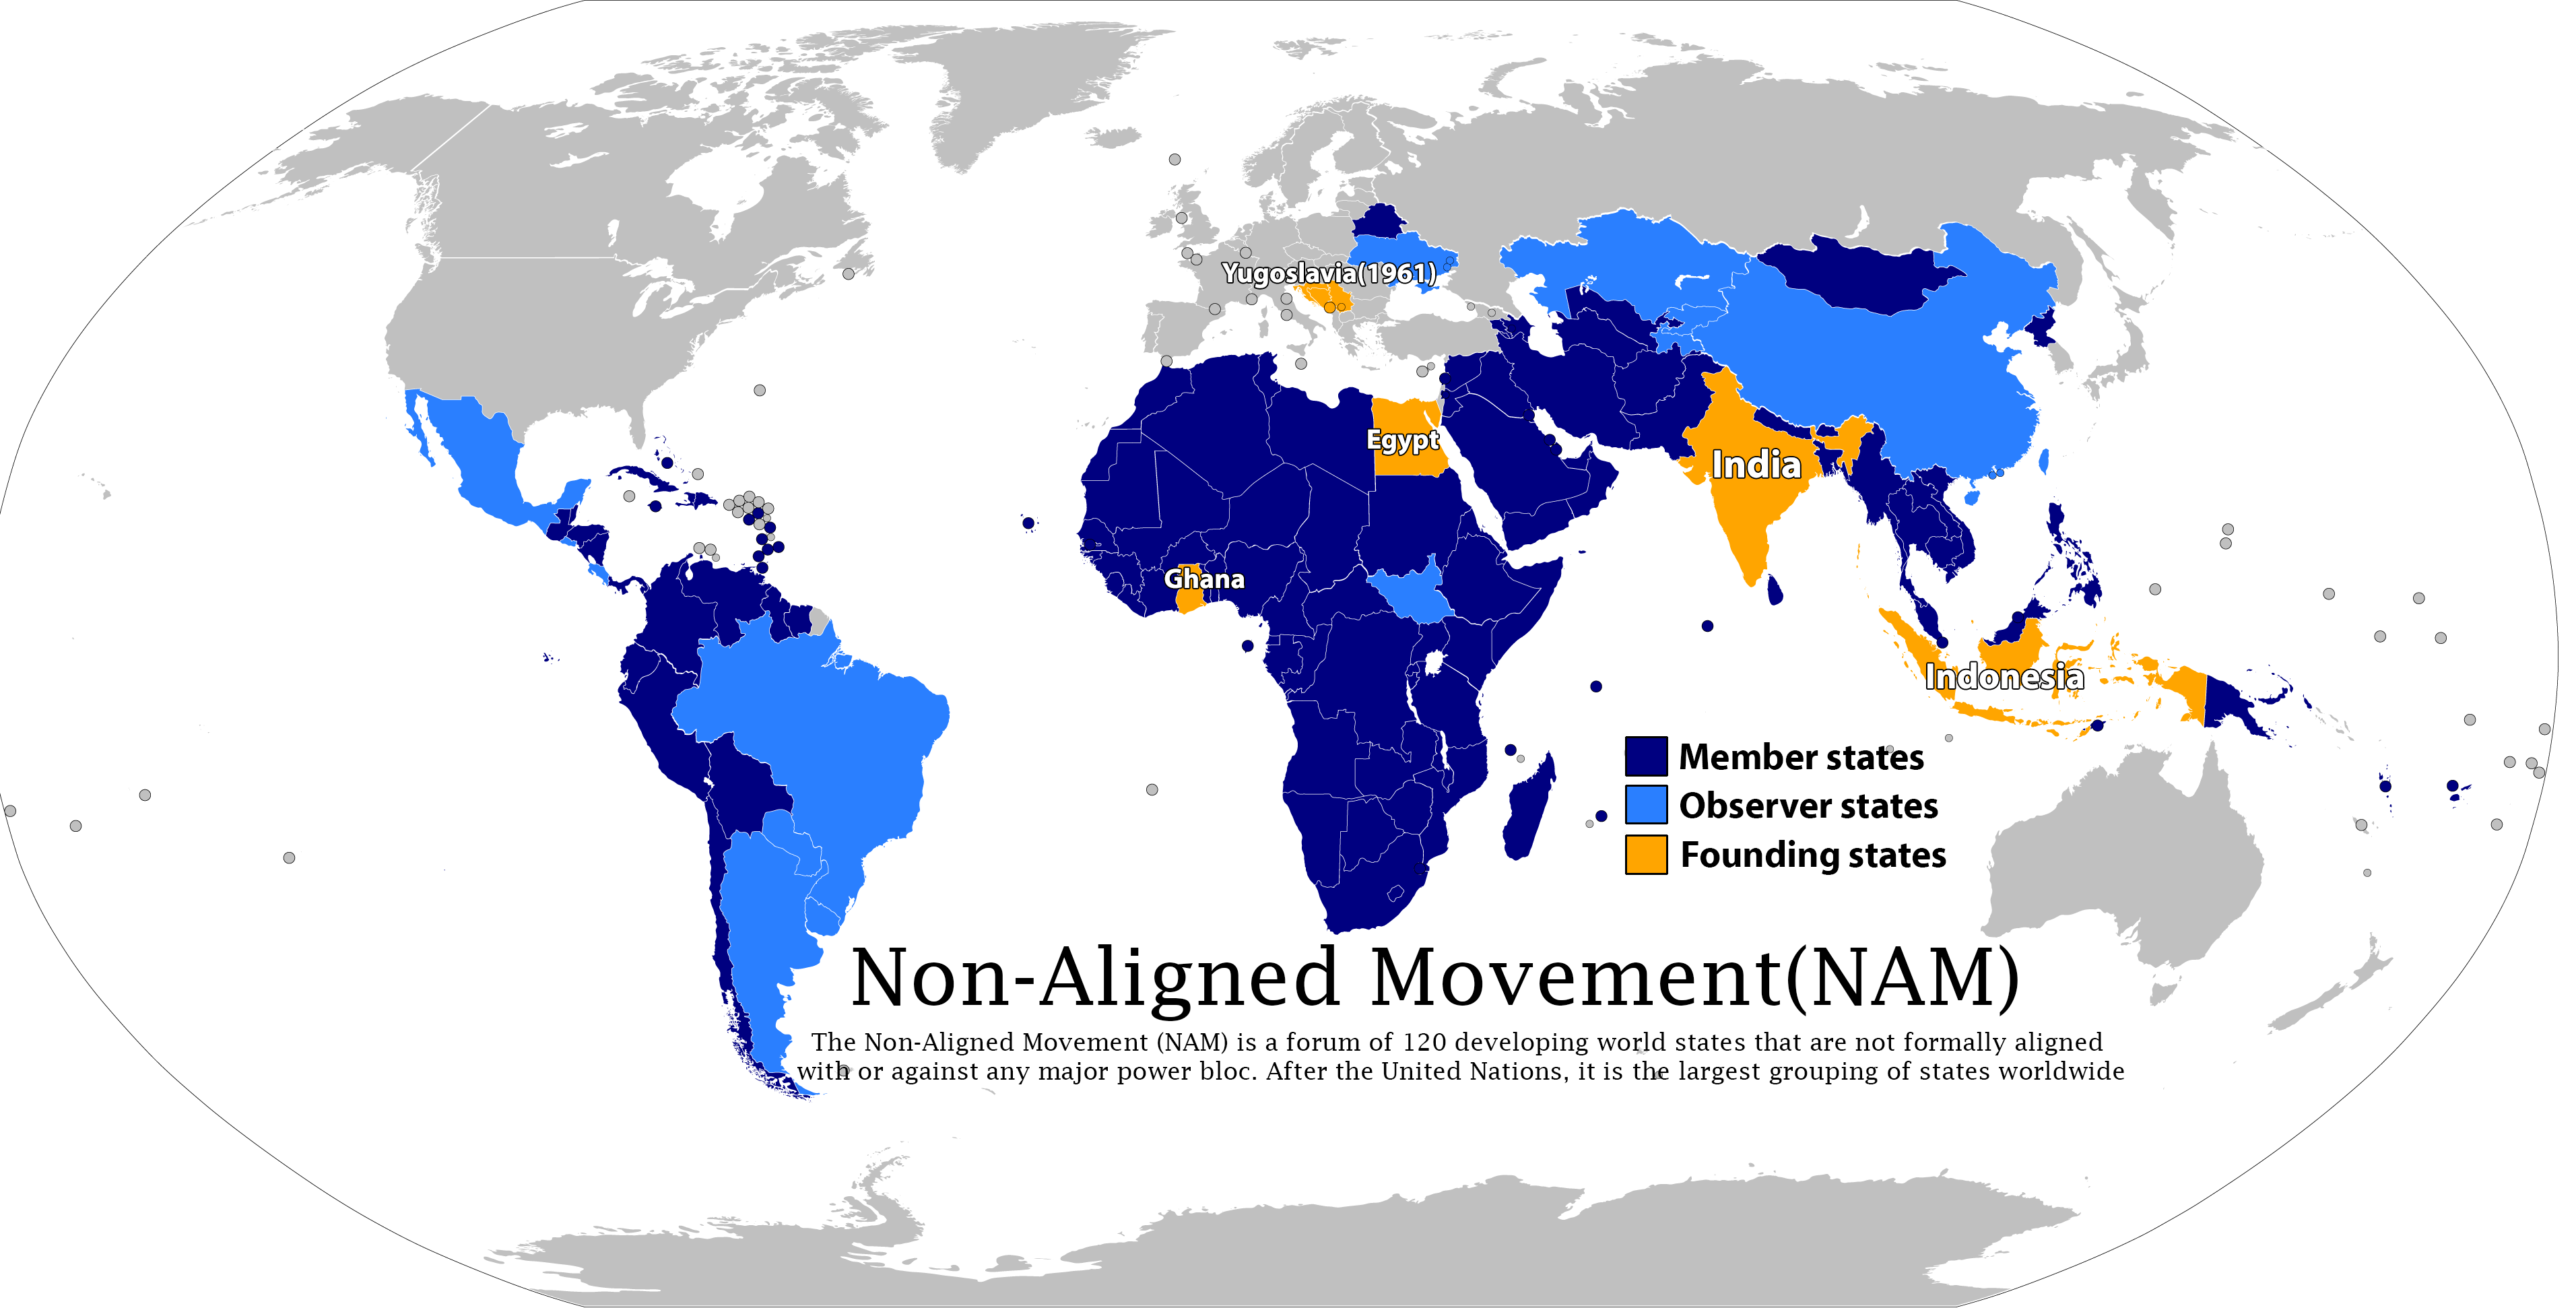 Yugoslavia(1961)
Egypt
India
Ghana
Indonesia
Member states
Observer states
Founding states
Non-Aligned Movement(NAM)
The Non-Aligned Movement (NAM) is a forum of 120 developing world states that are not formally aligned
with or against any major power bloc. After the United Nations, it is the largest grouping of states worldwide